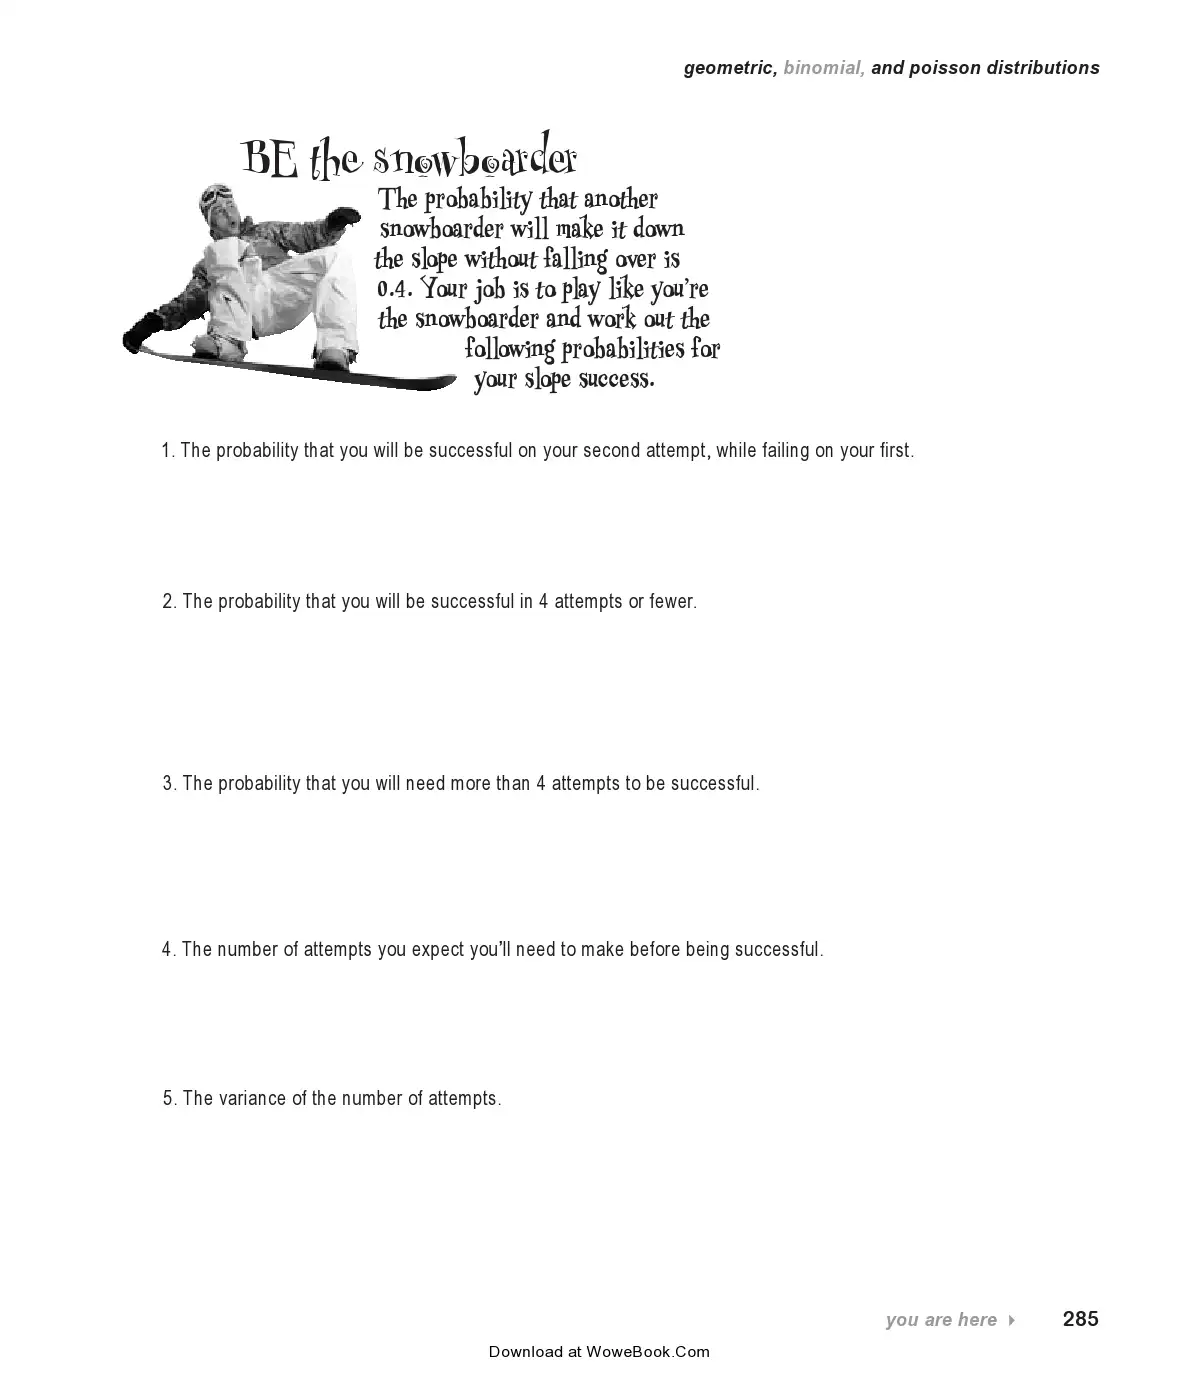 geometric, binomial, and poisson distributions
BE the snowboarder
The probability that another
snowboarder will make it down
the slope without falling over is
0.4. Your job is to play like you're
the snowboarder and work out the
following probabilities for
your slope success.
1. The probability that you will be successful on your second attempt, while failing on your first.
2. The probability that you will be successful in 4 attempts or fewer.
3. The probability that you will need more than 4 attempts to be successful.
4. The number of attempts you expect you’ll need to make before being successful.
5. The variance of the number of attempts.
you are here 285
Download at WoweBook.Com